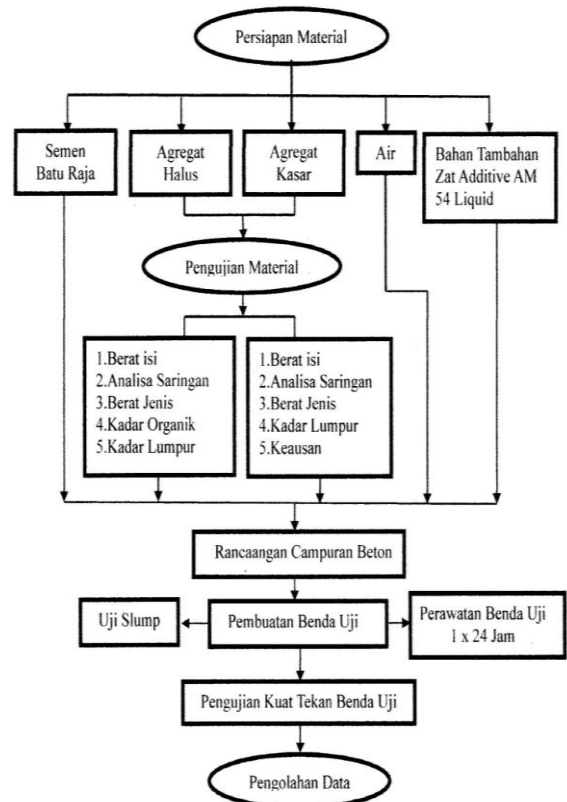 Persiapan Material
Semen
Batu Raja
Agregat
Halus
Agregat
Kasar
Air
Bahan Tambahan
Zat Additive AM
54 Liquid
Pengujian Material
1.Berat isi
2.Analisa Saringan
3.Berat Jenis
4.Kadar Organik
5.Kadar Lumpur
1.Berat isi
2.Analisa Saringan
3.Berat Jenis
4.Kadar Lumpur
5.Keausan
Rancaangan Campuran Beton
Uji Slump
Pembuatan Benda Uji
Perawatan Benda Uji
1 x 24 Jam
Pengujian Kuat Tekan Benda Uji
Pengolahan Data